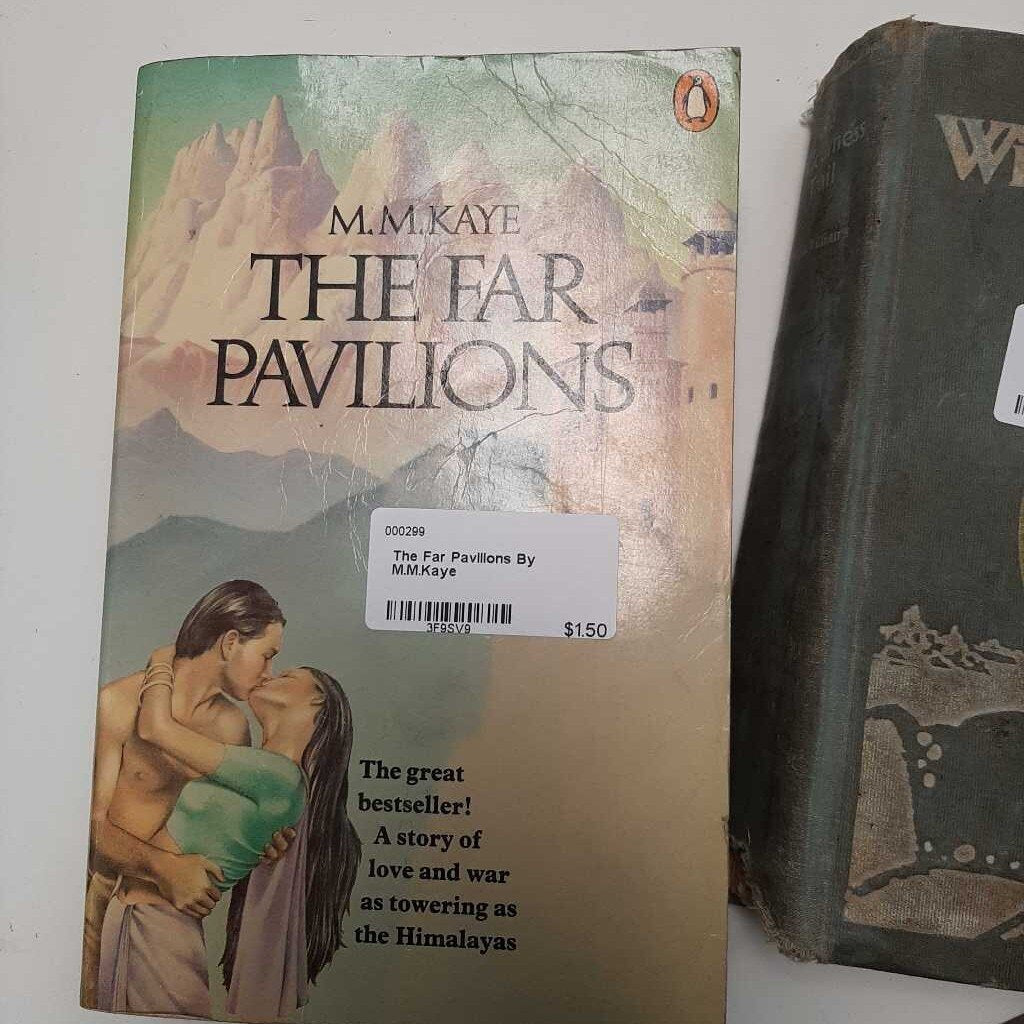 M.M.KAYE
THE FAR
PAVILIONS
000299
The Far Pavilions By
M.M.Kaye
3F9SV9
$1.50
The great
bestseller!
A story of
love and war
as towering as
the Himalayas